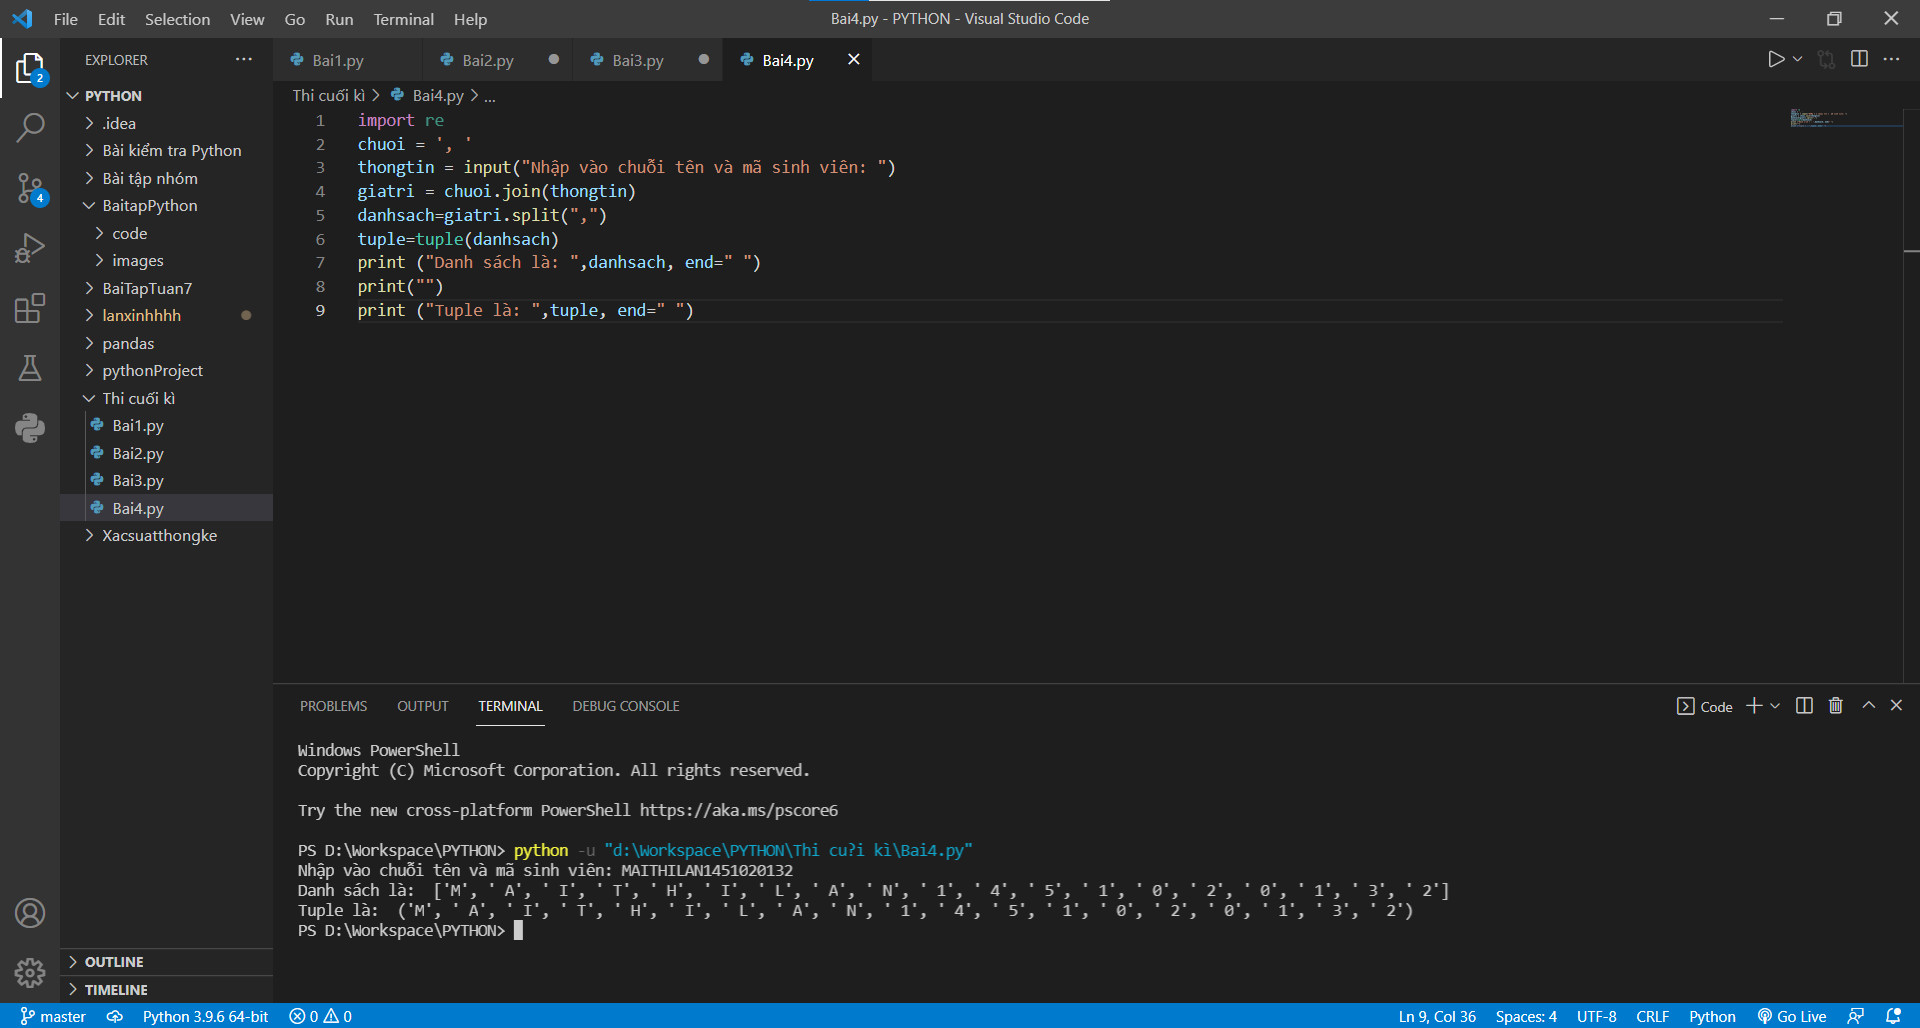 File Edit Selection View Go Run Terminal Help
Bai4.py - PYTHON - Visual Studio Code
EXPLORER ...
Bai1.py Bai2.py Bai3.py Bai4.py
PYTHON
.idea
Bài kiểm tra Python
Bài tập nhóm
BaitapPython
code
images
BaiTapTuan7
lanxinhhhh
pandas
pythonProject
Thi cuối kì
Bai1.py
Bai2.py
Bai3.py
Bai4.py
Xacsuatthongke
OUTLINE
TIMELINE
2
4
Thi cuối kì > Bai4.py > ...
1 import re
2 chuoi = ', '
3 thongtin = input("Nhập vào chuỗi tên và mã sinh viên: ")
4 giatri = chuoi.join(thongtin)
5 danhsach=giatri.split(",")
6 tuple=tuple(danhsach)
7 print ("Danh sách là: ",danhsach, end=" ")
8 print("")
9 print ("Tuple là: ",tuple, end=" ")
PROBLEMS OUTPUT TERMINAL DEBUG CONSOLE
Code
Windows PowerShell
Copyright (C) Microsoft Corporation. All rights reserved.
Try the new cross-platform PowerShell https://aka.ms/pscore6
PS D:\Workspace\PYTHON> python -u "d:\Workspace\PYTHON\Thi cu?i kì\Bai4.py"
Nhập vào chuỗi tên và mã sinh viên: MAITHILAN1451020132
Danh sách là:  ['M', ' A', ' I', ' T', ' H', ' I', ' L', ' A', ' N', ' 1', ' 4', ' 5', ' 1', ' 0', ' 2', ' 0', ' 1', ' 3', ' 2']
Tuple là:  ('M', ' A', ' I', ' T', ' H', ' I', ' L', ' A', ' N', ' 1', ' 4', ' 5', ' 1', ' 0', ' 2', ' 0', ' 1', ' 3', ' 2')
PS D:\Workspace\PYTHON>
master Python 3.9.6 64-bit 0 0 Ln 9, Col 36 Spaces: 4 UTF-8 CRLF Python Go Live